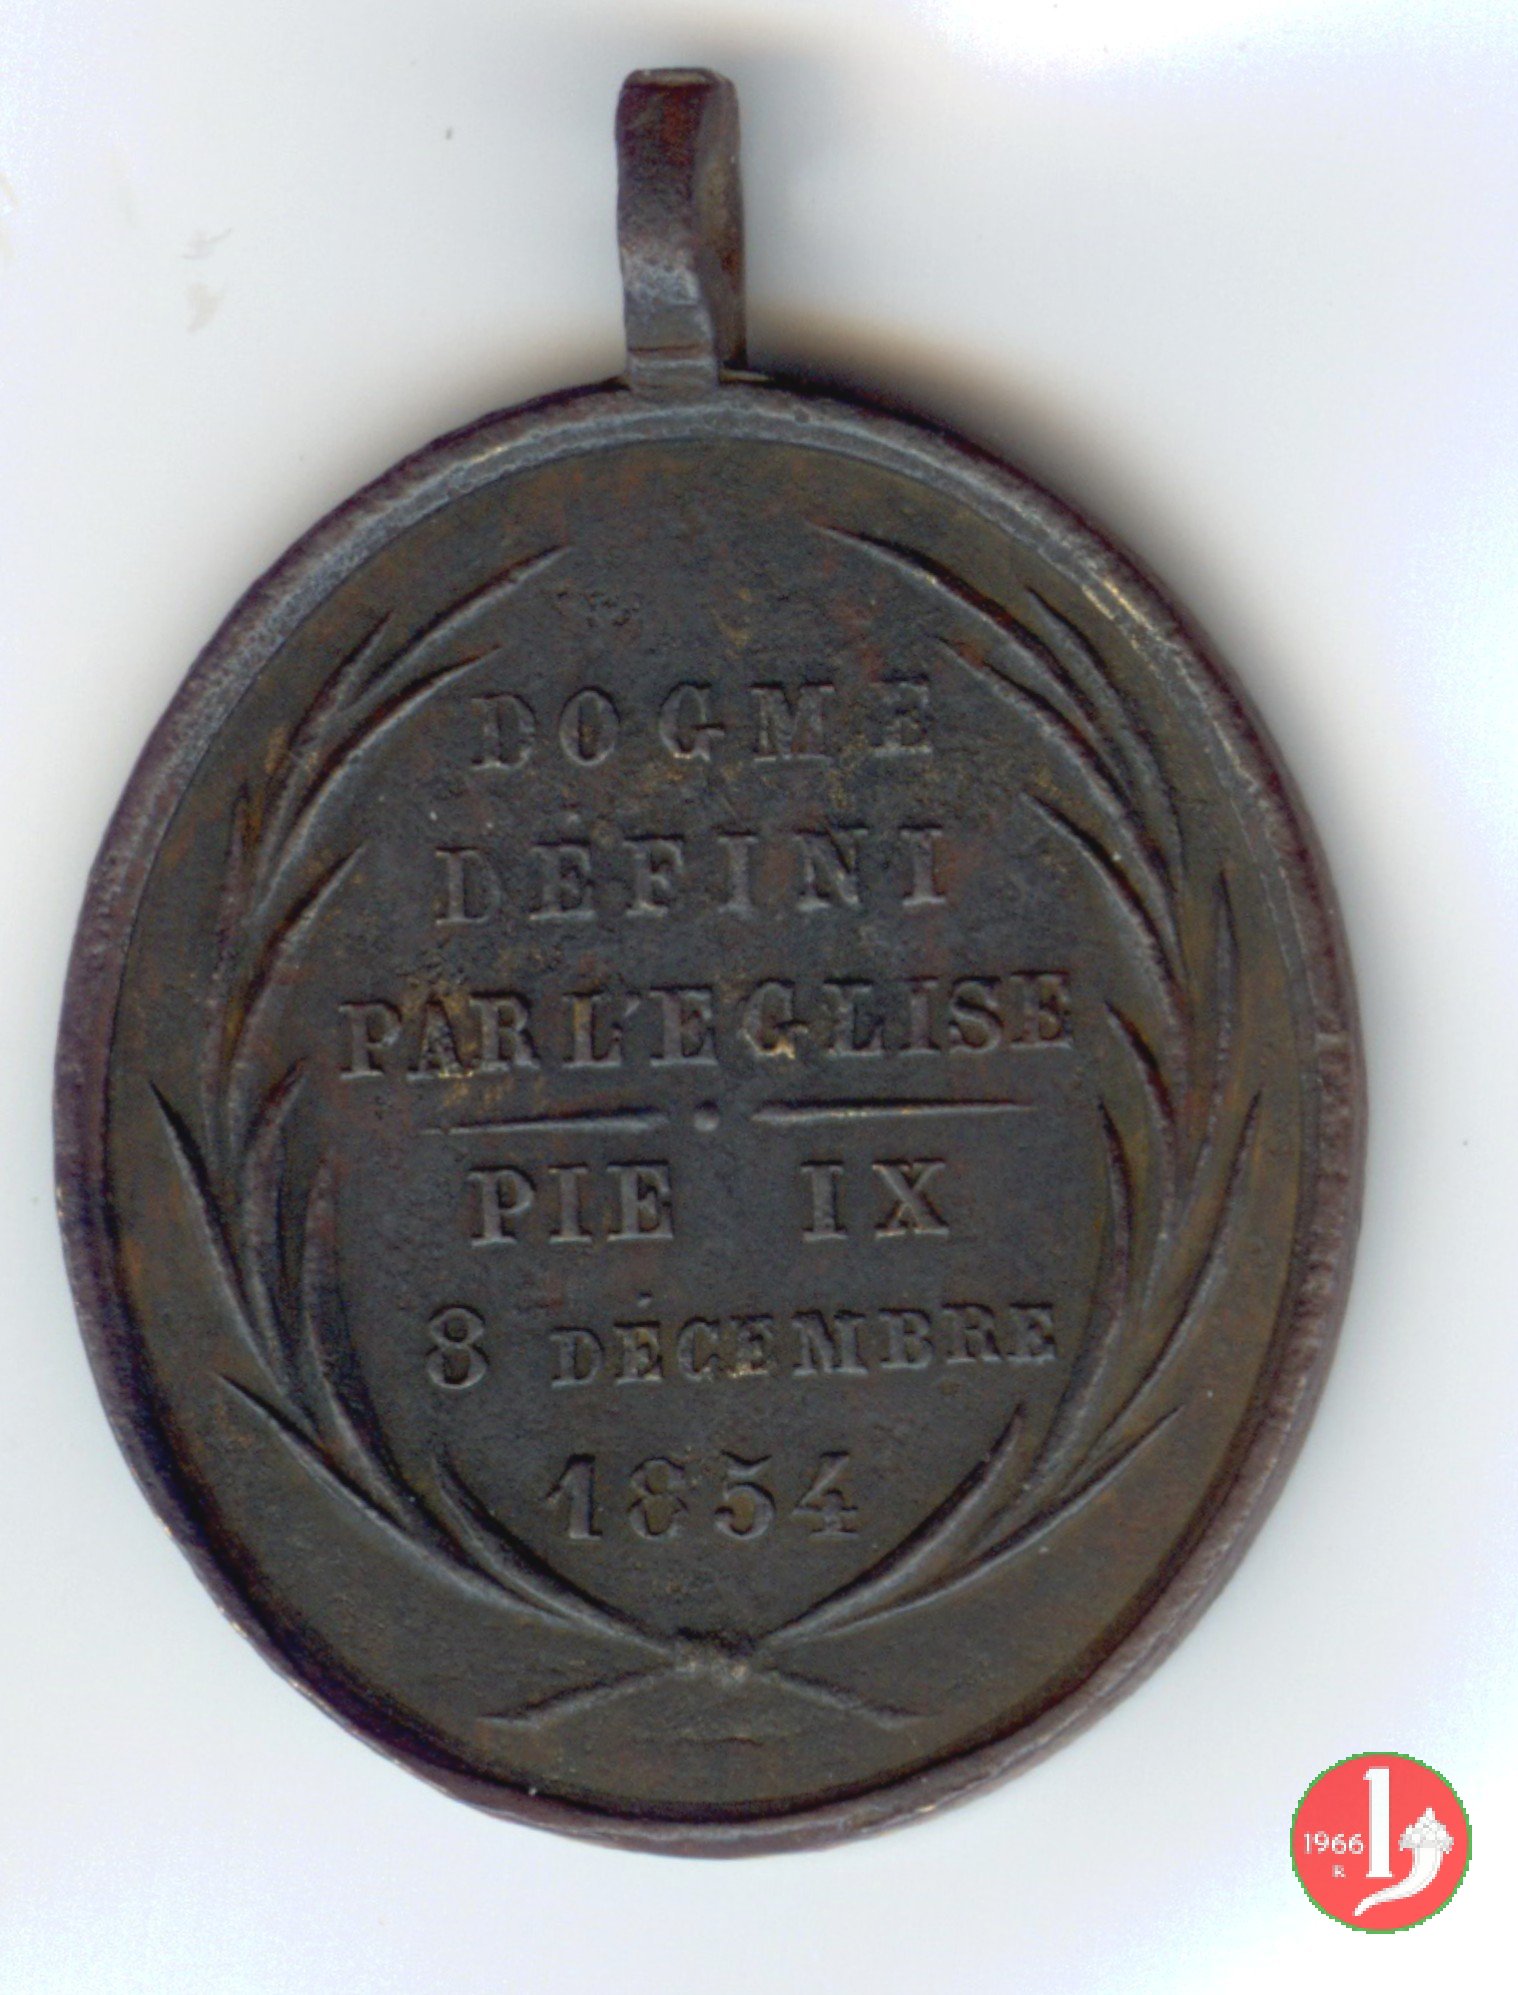 DOGME
DÉFINI
PAR L'EGLISE
PIE IX
8 DÉCEMBRE
1854
1966
R